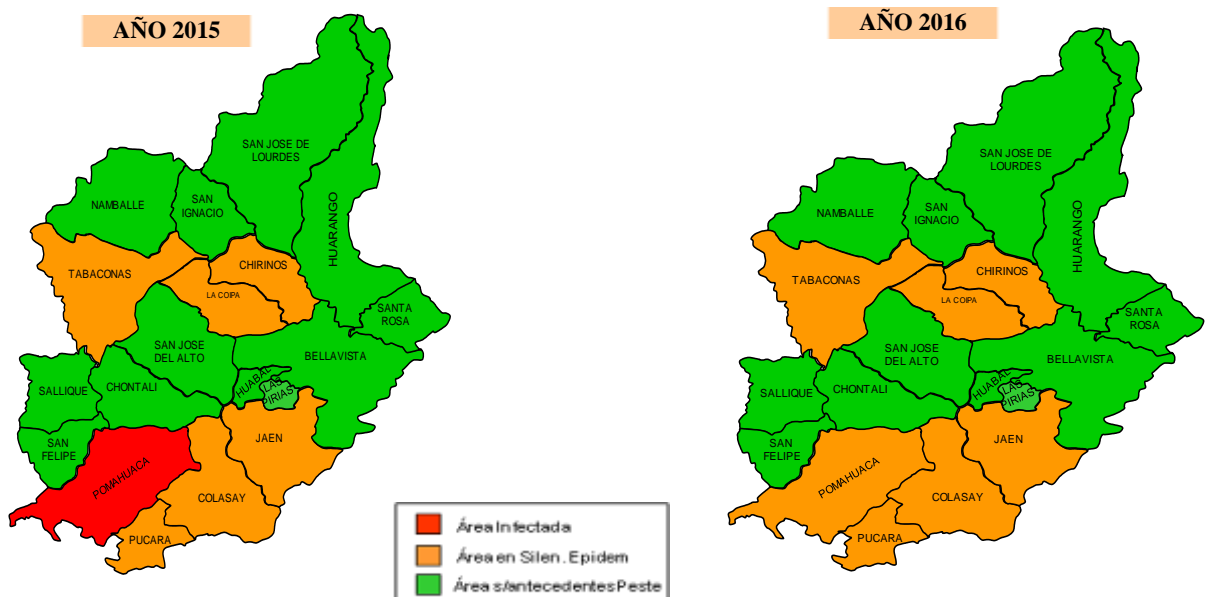 AÑO 2015
SAN JOSE DE
LOURDES
NAMBALLE
SAN
IGNACIO
HUARANGO
TABACONAS
CHIRINOS
LA COIPA
SANTA
ROSA
SAN JOSE
DEL ALTO
BELLAVISTA
SALLIQUE
CHONTALI
HUABAL
LAS
PIRIAS
SAN
FELIPE
JAEN
POMAHUACA
COLASAY
PUCARA
Área Infectada
Área en Silen. Epidem
Área s/antecedentes Peste
AÑO 2016
SAN JOSE DE
LOURDES
NAMBALLE
SAN
IGNACIO
HUARANGO
TABACONAS
CHIRINOS
LA COIPA
SANTA
ROSA
SAN JOSE
DEL ALTO
BELLAVISTA
SALLIQUE
CHONTALI
HUABAL
LAS
PIRIAS
SAN
FELIPE
JAEN
POMAHUACA
COLASAY
PUCARA